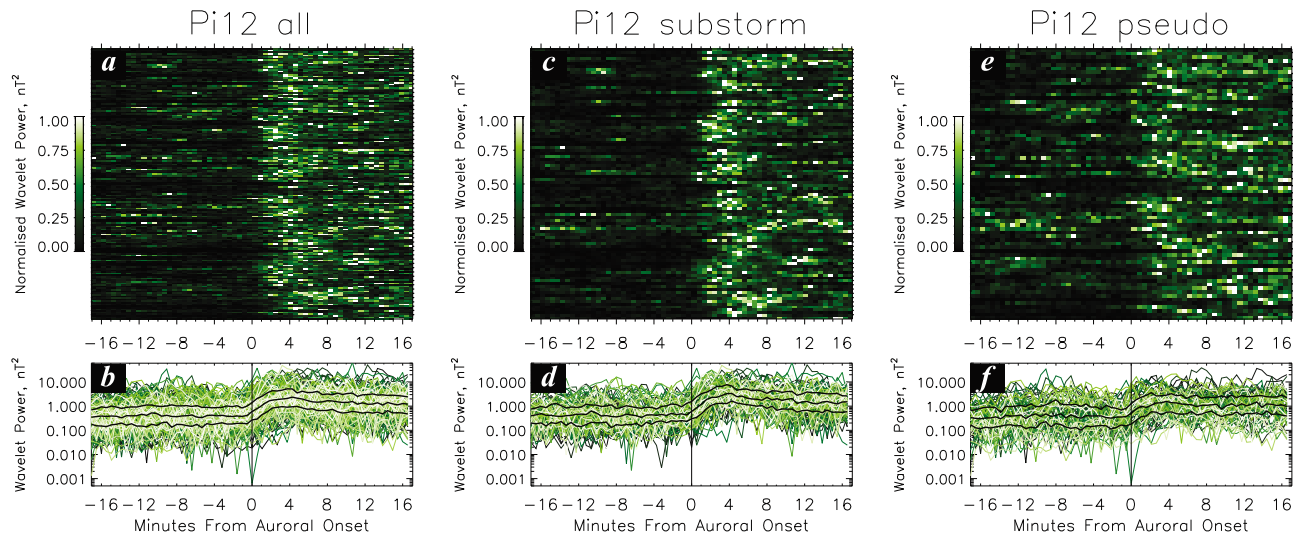 Pi12 all
Pi12 substorm
Pi12 pseudo
a
c
e
Normalised Wavelet Power, nT²
1.00
0.75
0.50
0.25
0.00
Normalised Wavelet Power, nT²
1.00
0.75
0.50
0.25
0.00
Normalised Wavelet Power, nT²
1.00
0.75
0.50
0.25
0.00
-16 -12 -8 -4 0 4 8 12 16
-16 -12 -8 -4 0 4 8 12 16
-16 -12 -8 -4 0 4 8 12 16
b
d
f
Wavelet Power, nT²
10.000
1.000
0.100
0.010
0.001
Wavelet Power, nT²
10.000
1.000
0.100
0.010
0.001
Wavelet Power, nT²
10.000
1.000
0.100
0.010
0.001
-16 -12 -8 -4 0 4 8 12 16
-16 -12 -8 -4 0 4 8 12 16
-16 -12 -8 -4 0 4 8 12 16
Minutes From Auroral Onset
Minutes From Auroral Onset
Minutes From Auroral Onset